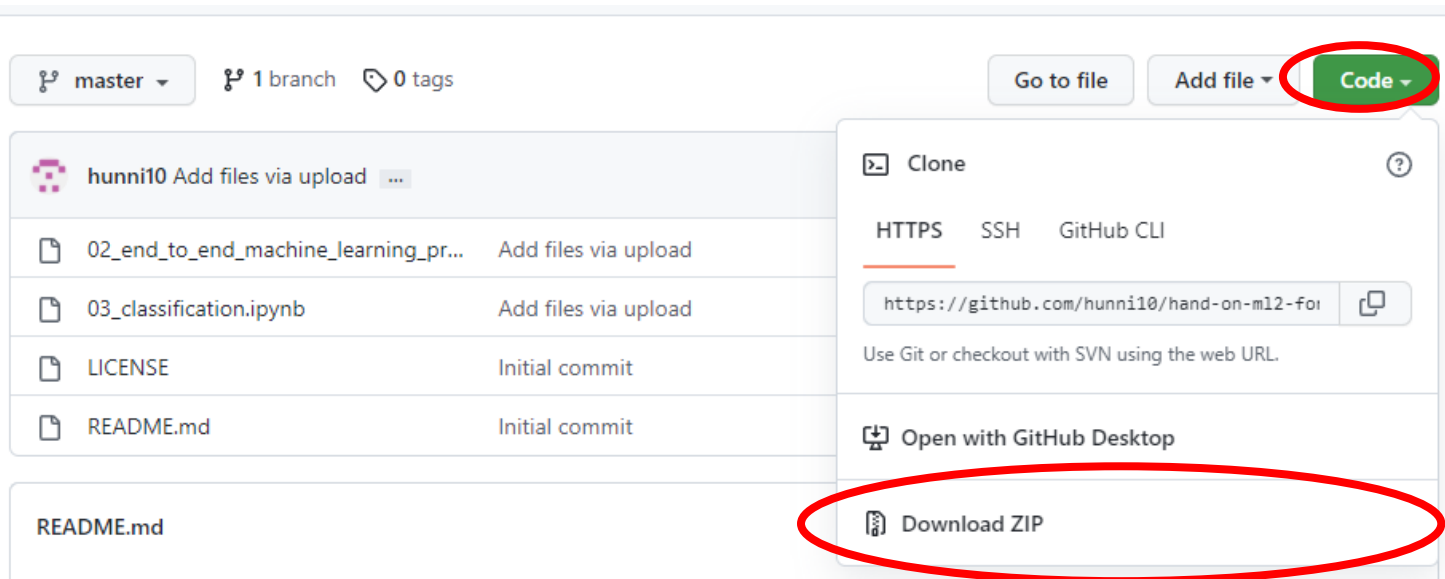 master
1 branch
0 tags
Go to file
Add file
Code
hunni10 Add files via upload ...
02_end_to_end_machine_learning_pr... Add files via upload
03_classification.ipynb Add files via upload
LICENSE Initial commit
README.md Initial commit
README.md
Clone
HTTPS SSH GitHub CLI
https://github.com/hunni10/hand-on-ml2-for
Use Git or checkout with SVN using the web URL.
Open with GitHub Desktop
Download ZIP